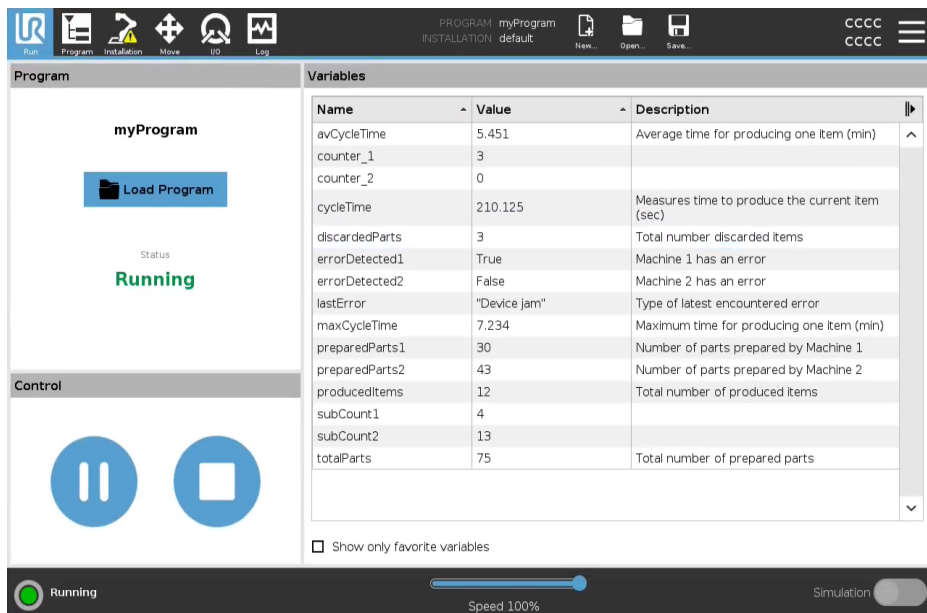 UR
Run
Program
Installation
Move
I/O
Log
PROGRAM myProgram
INSTALLATION default
New...
Open...
Save...
CCCC
CCCC
Program
myProgram
Load Program
Status
Running
Control
Variables
Name Value Description
avCycleTime 5.451 Average time for producing one item (min)
counter_1 3
counter_2 0
cycleTime 210.125 Measures time to produce the current item
(sec)
discardedParts 3 Total number discarded items
errorDetected1 True Machine 1 has an error
errorDetected2 False Machine 2 has an error
lastError "Device jam" Type of latest encountered error
maxCycleTime 7.234 Maximum time for producing one item (min)
preparedParts1 30 Number of parts prepared by Machine 1
preparedParts2 43 Number of parts prepared by Machine 2
producedItems 12 Total number of produced items
subCount1 4
subCount2 13
totalParts 75 Total number of prepared parts
Show only favorite variables
Running
Speed 100%
Simulation